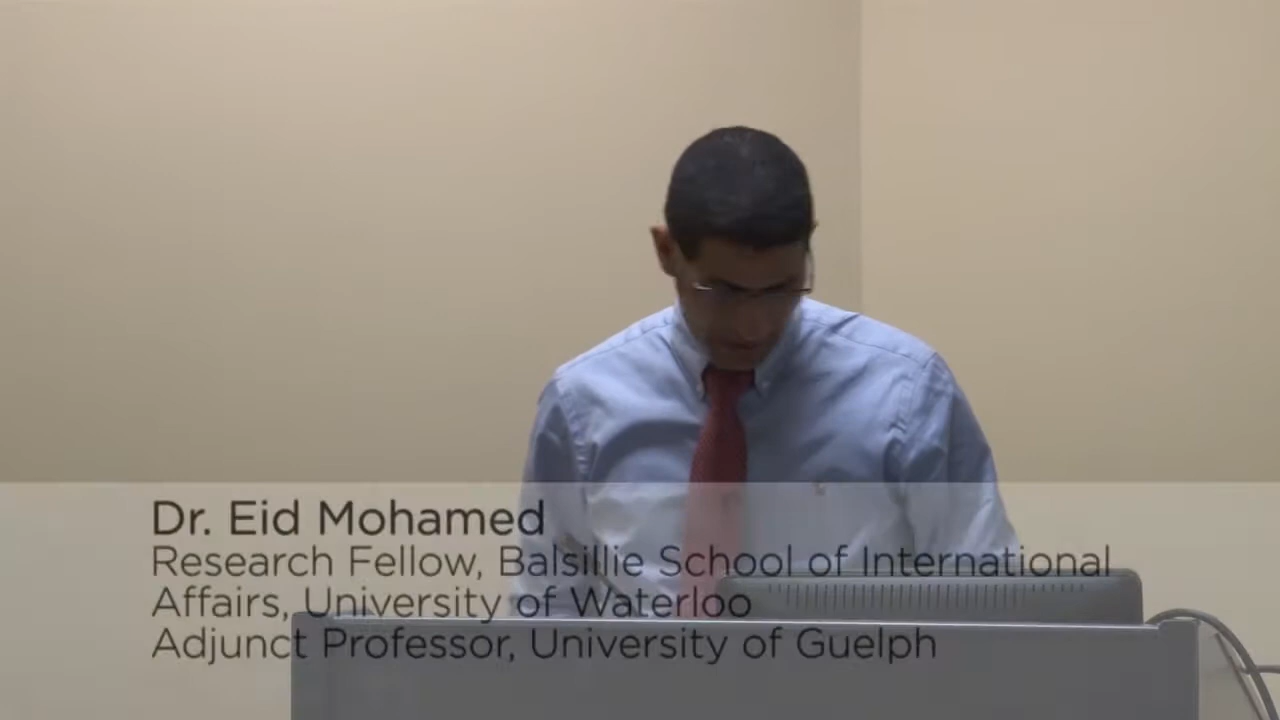 Dr. Eid Mohamed
Research Fellow, Balsillie School of International
Affairs, University of Waterloo
Adjunct Professor, University of Guelph